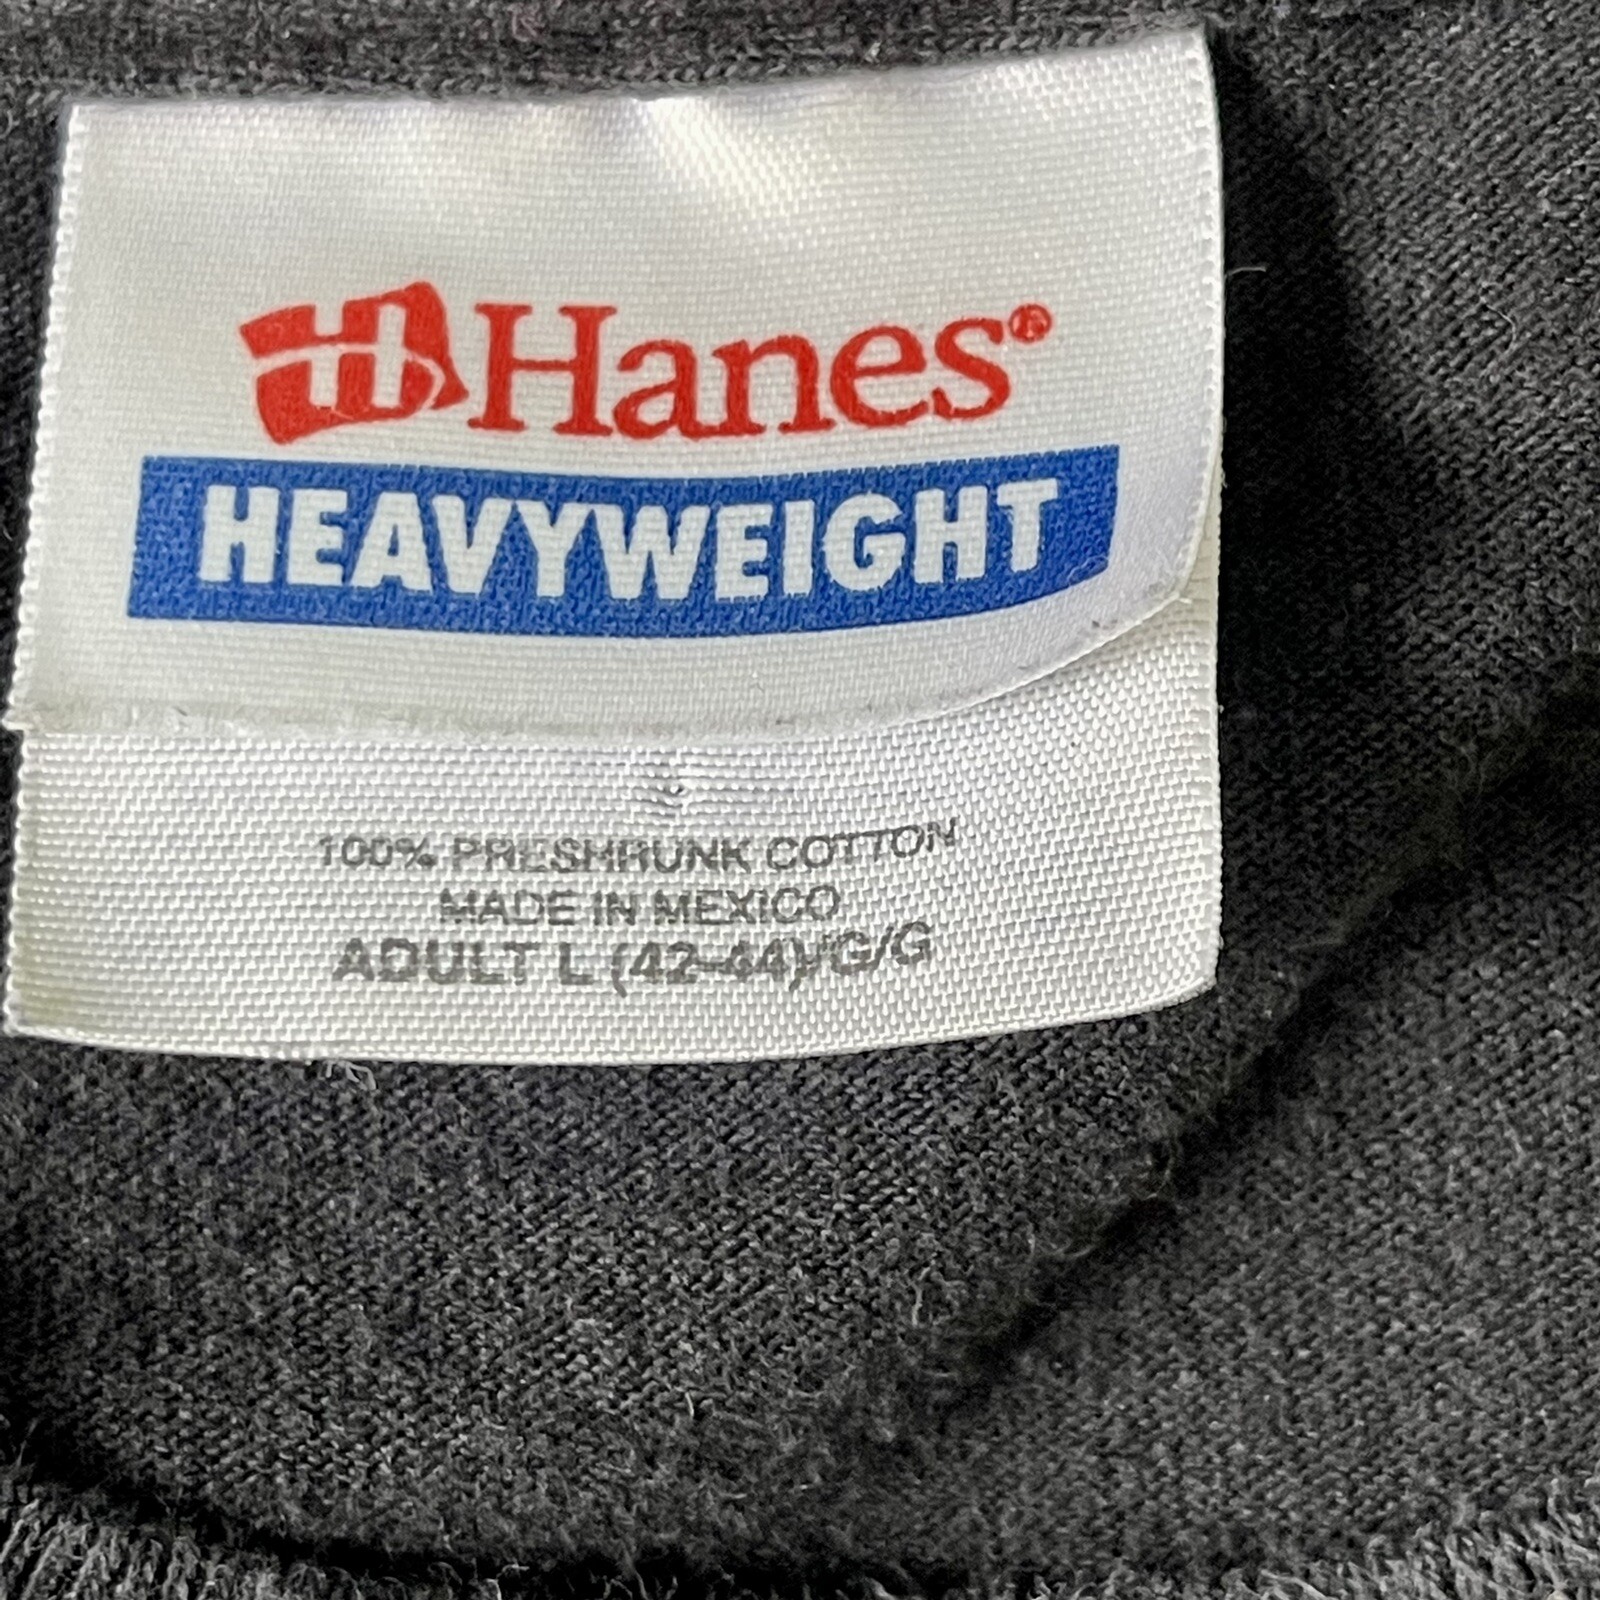 Hanes®
HEAVYWEIGHT
100% PRESHRUNK COTTON
MADE IN MEXICO
ADULT L (42-44)/G/G